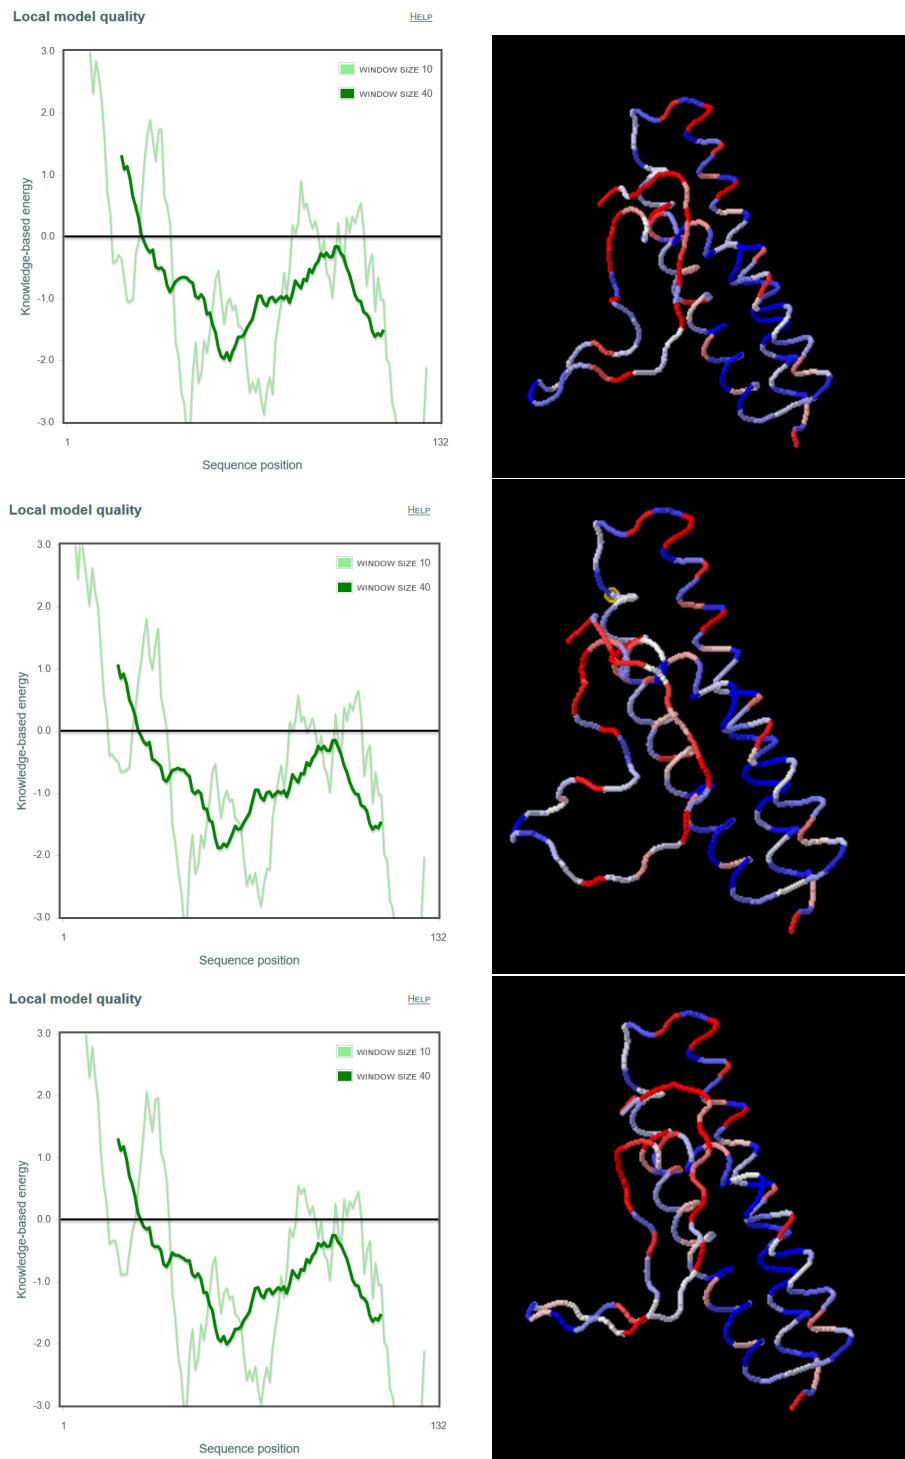 Local model quality
HELP
3.0
2.0
1.0
0.0
-1.0
-2.0
-3.0
Knowledge-based energy
WINDOW SIZE 10
WINDOW SIZE 40
1
132
Sequence position
Local model quality
HELP
3.0
2.0
1.0
0.0
-1.0
-2.0
-3.0
Knowledge-based energy
WINDOW SIZE 10
WINDOW SIZE 40
1
132
Sequence position
Local model quality
HELP
3.0
2.0
1.0
0.0
-1.0
-2.0
-3.0
Knowledge-based energy
WINDOW SIZE 10
WINDOW SIZE 40
1
132
Sequence position